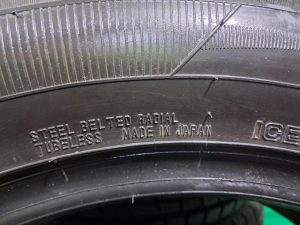 STEEL BELTED RADIAL
TUBELESS MADE IN JAPAN
ICE